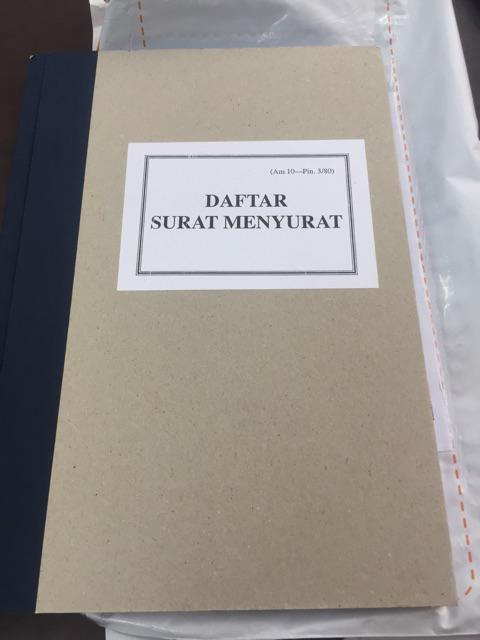 (Am 10—Pin. 3/80)
DAFTAR
SURAT MENYURAT